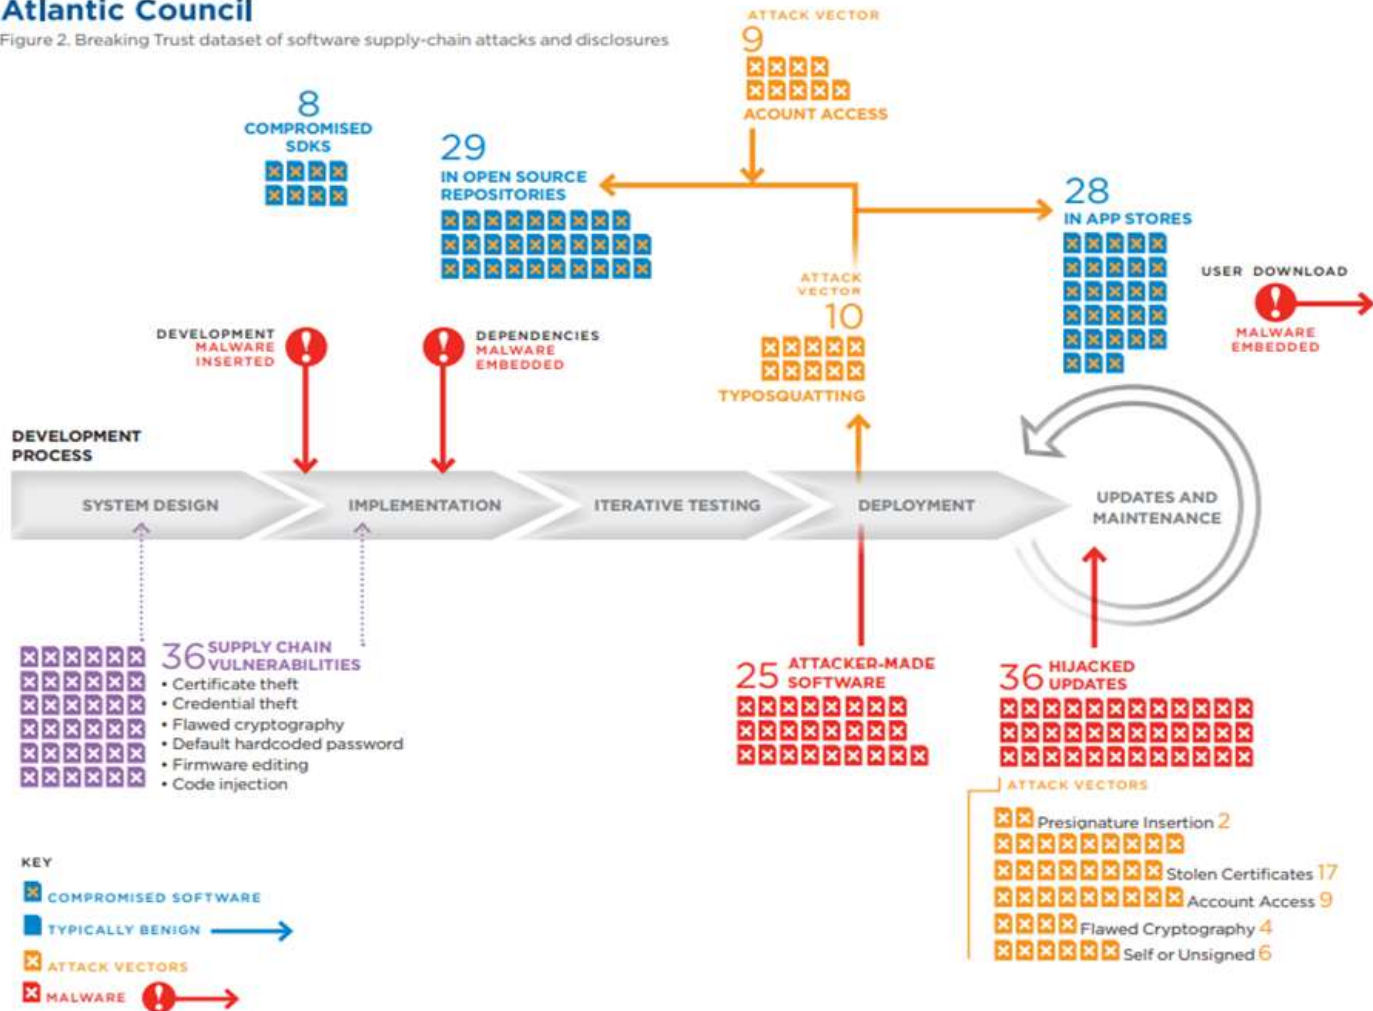 Atlantic Council
Figure 2. Breaking Trust dataset of software supply-chain attacks and disclosures
ATTACK VECTOR
9
ACOUNT ACCESS
8
COMPROMISED
SDKS
29
IN OPEN SOURCE
REPOSITORIES
28
IN APP STORES
USER DOWNLOAD
MALWARE
EMBEDDED
ATTACK
VECTOR
10
TYPOSQUATTING
DEVELOPMENT
MALWARE
INSERTED
DEPENDENCIES
MALWARE
EMBEDDED
DEVELOPMENT
PROCESS
SYSTEM DESIGN
IMPLEMENTATION
ITERATIVE TESTING
DEPLOYMENT
UPDATES AND
MAINTENANCE
36 SUPPLY CHAIN
VULNERABILITIES
• Certificate theft
• Credential theft
• Flawed cryptography
• Default hardcoded password
• Firmware editing
• Code injection
25 ATTACKER-MADE
SOFTWARE
36 HIJACKED
UPDATES
ATTACK VECTORS
Presignature Insertion 2
Stolen Certificates 17
Account Access 9
Flawed Cryptography 4
Self or Unsigned 6
KEY
COMPROMISED SOFTWARE
TYPICALLY BENIGN
ATTACK VECTORS
MALWARE